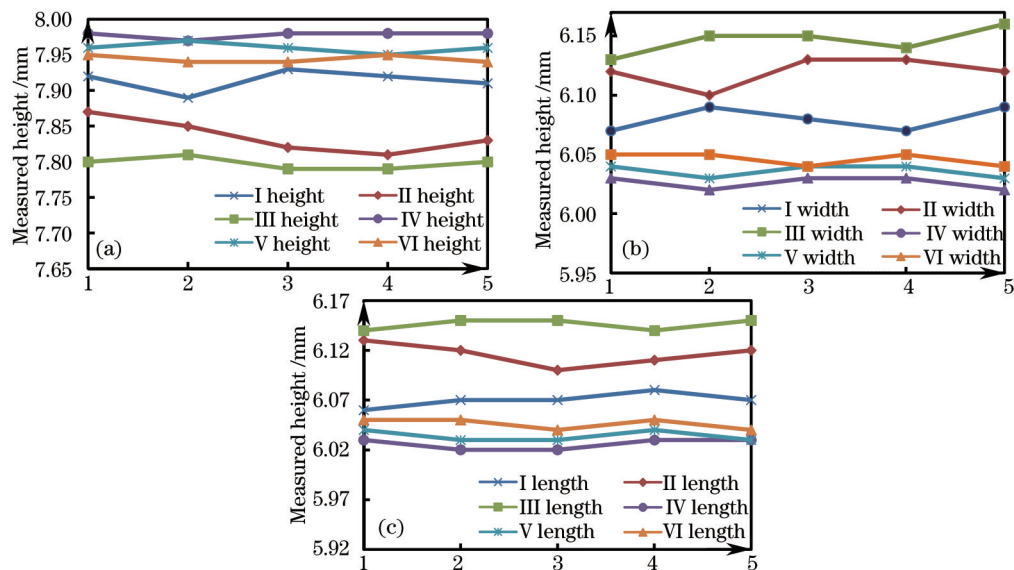 8.00
7.95
7.90
7.85
7.80
7.75
7.70
7.65
Measured height /mm
I height
II height
III height
IV height
V height
VI height
(a)
1 2 3 4 5
6.15
6.10
6.05
6.00
5.95
Measured height /mm
I width
II width
III width
IV width
V width
VI width
(b)
1 2 3 4 5
6.17
6.12
6.07
6.02
5.97
5.92
Measured height /mm
I length
II length
III length
IV length
V length
VI length
(c)
1 2 3 4 5